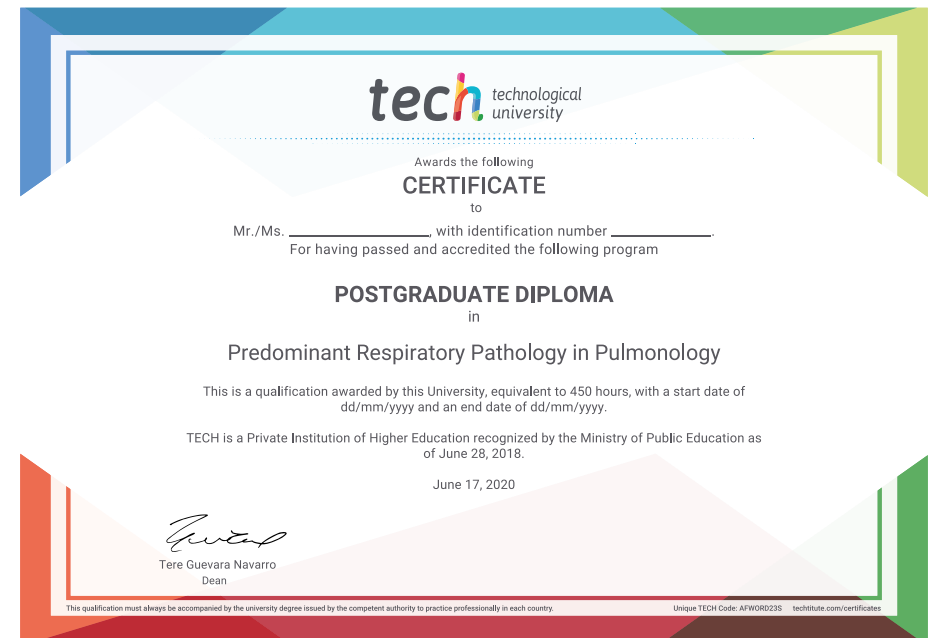 tech technological
university
Awards the following
CERTIFICATE
to
Mr./Ms. ____________, with identification number ____________.
For having passed and accredited the following program
POSTGRADUATE DIPLOMA
in
Predominant Respiratory Pathology in Pulmonology
This is a qualification awarded by this University, equivalent to 450 hours, with a start date of
dd/mm/yyyy and an end date of dd/mm/yyyy.
TECH is a Private Institution of Higher Education recognized by the Ministry of Public Education as
of June 28, 2018.
June 17, 2020
Tere Guevara Navarro
Dean
This qualification must always be accompanied by the university degree issued by the competent authority to practice professionally in each country.
Unique TECH Code: AFWORD23S techtitute.com/certificates